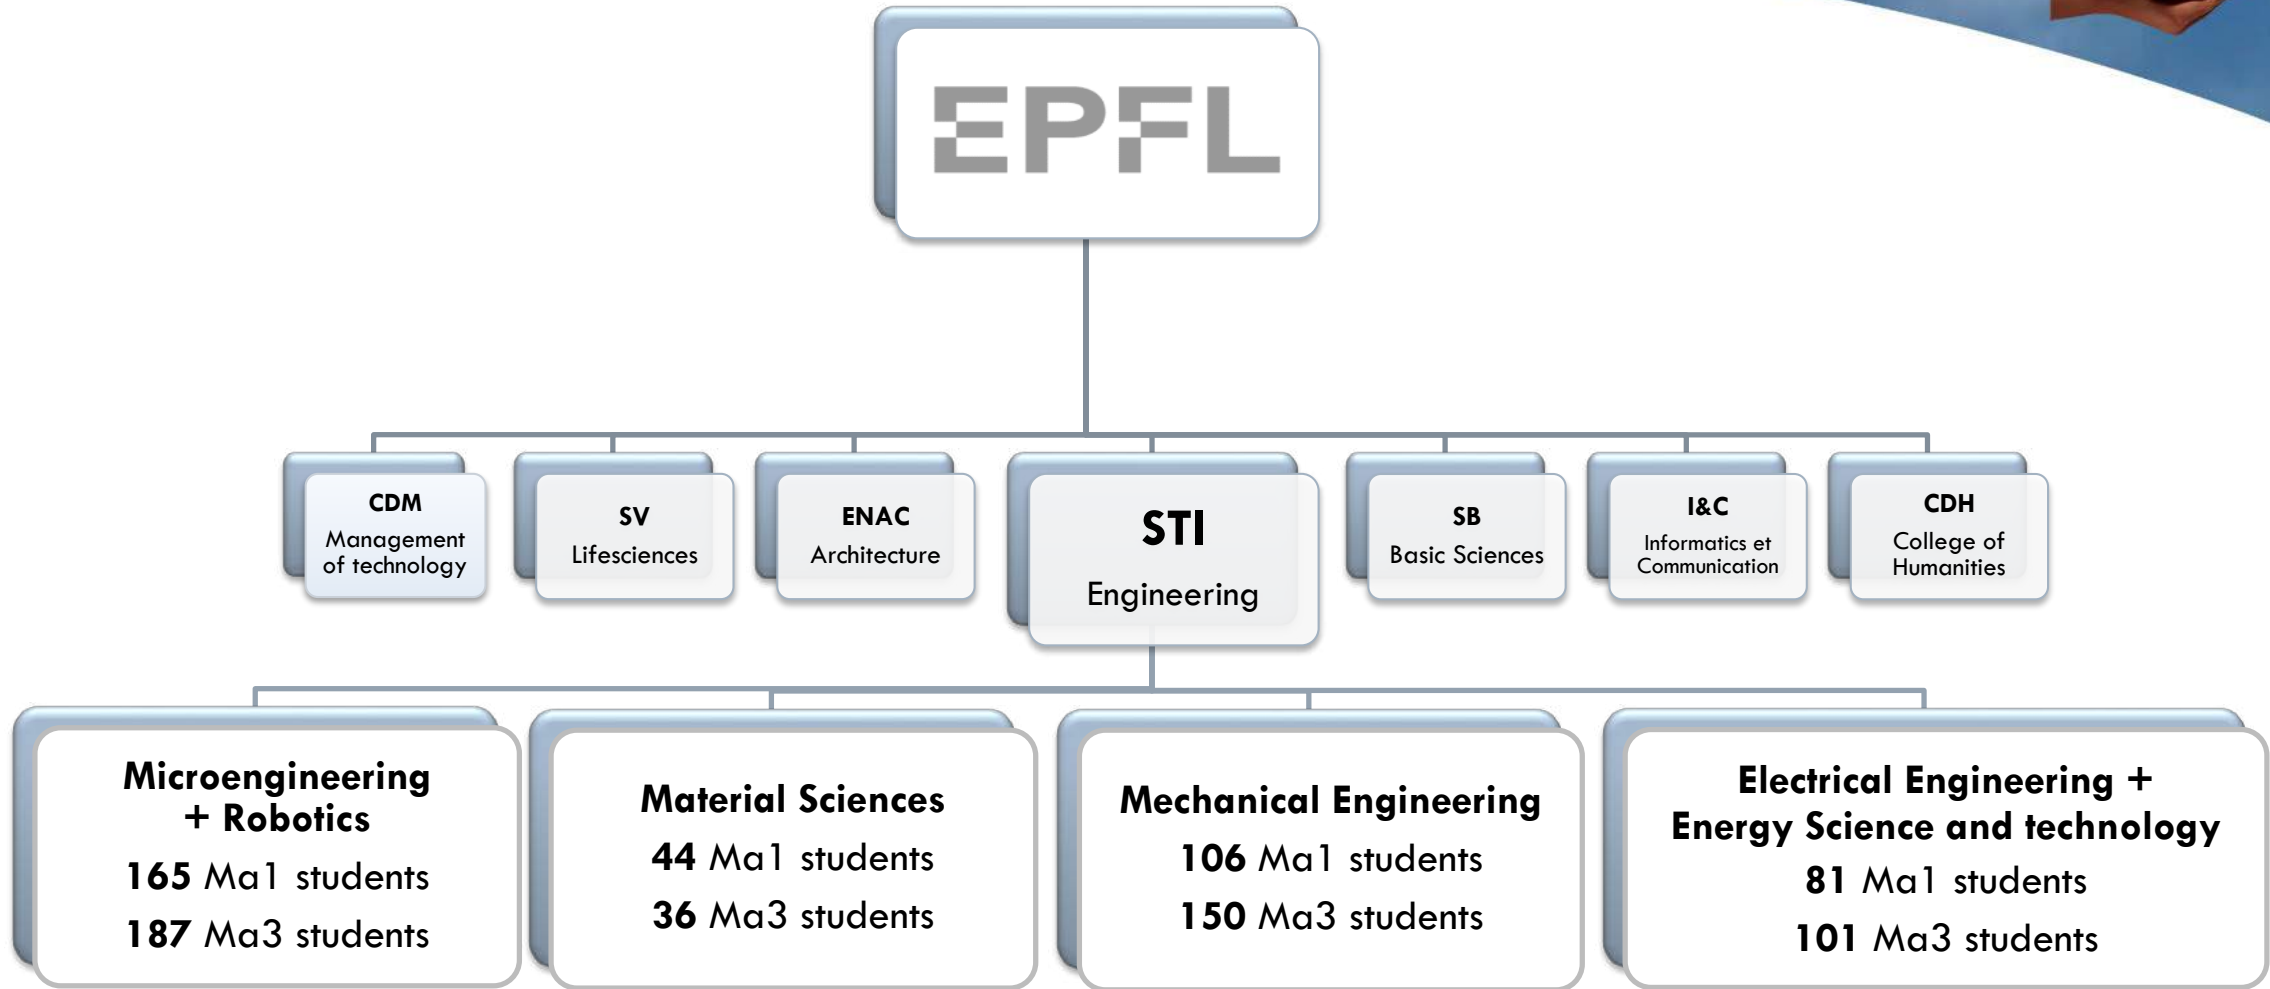 EPFL
CDM
Management
of technology
SV
Lifesciences
ENAC
Architecture
STI
Engineering
SB
Basic Sciences
I&C
Informatics et
Communication
CDH
College of
Humanities
Microengineering
+ Robotics
165 Ma1 students
187 Ma3 students
Material Sciences
44 Ma1 students
36 Ma3 students
Mechanical Engineering
106 Ma1 students
150 Ma3 students
Electrical Engineering +
Energy Science and technology
81 Ma1 students
101 Ma3 students